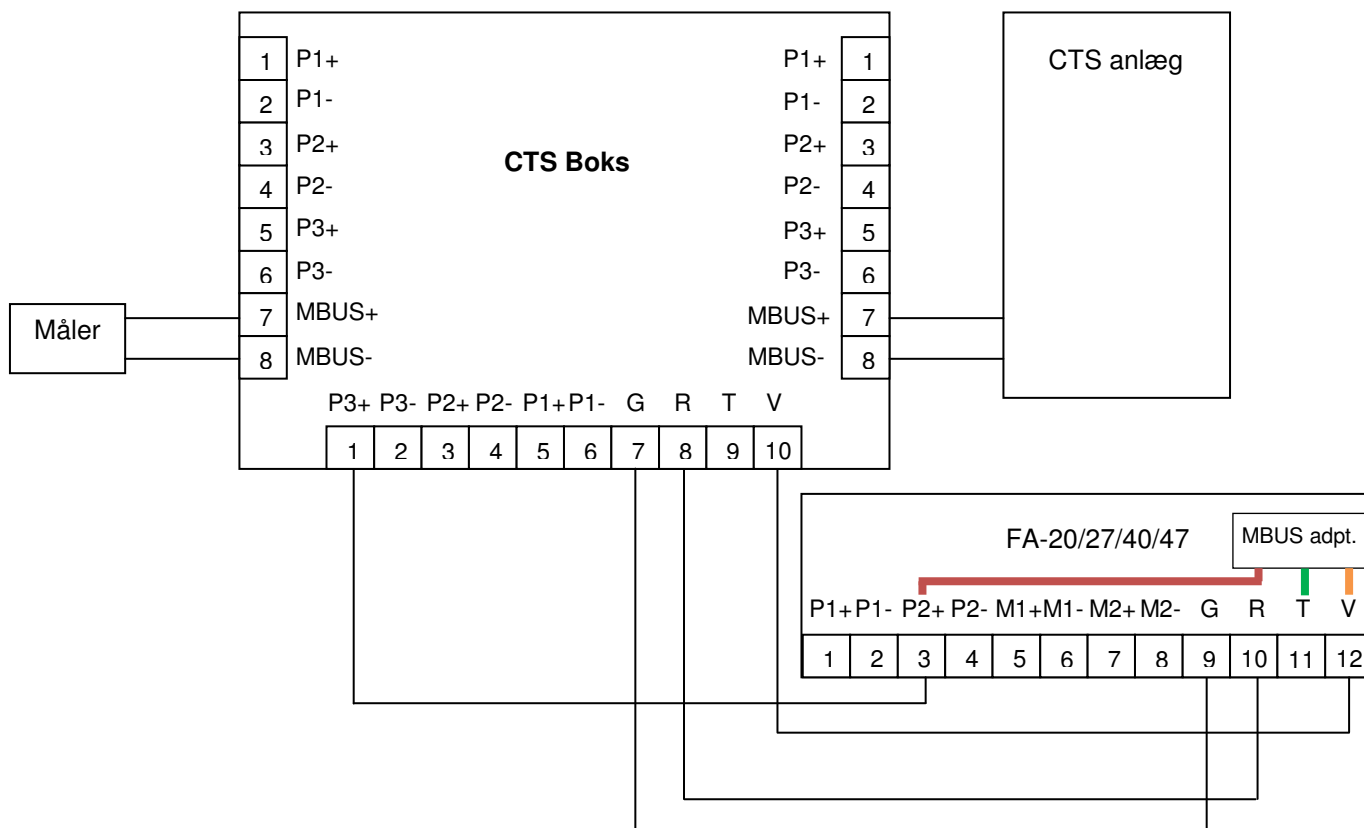 1 P1+ P1+ 1 CTS anlæg
2 P1- P1- 2
3 P2+ CTS Boks P2+ 3
4 P2- P2- 4
5 P3+ P3+ 5
6 P3- P3- 6
Måler 7 MBUS+ MBUS+ 7
8 MBUS- MBUS- 8
P3+ P3- P2+ P2- P1+ P1- G R T V
1 2 3 4 5 6 7 8 9 10
FA-20/27/40/47 MBUS adpt.
P1+ P1- P2+ P2- M1+ M1- M2+ M2- G R T V
1 2 3 4 5 6 7 8 9 10 11 12